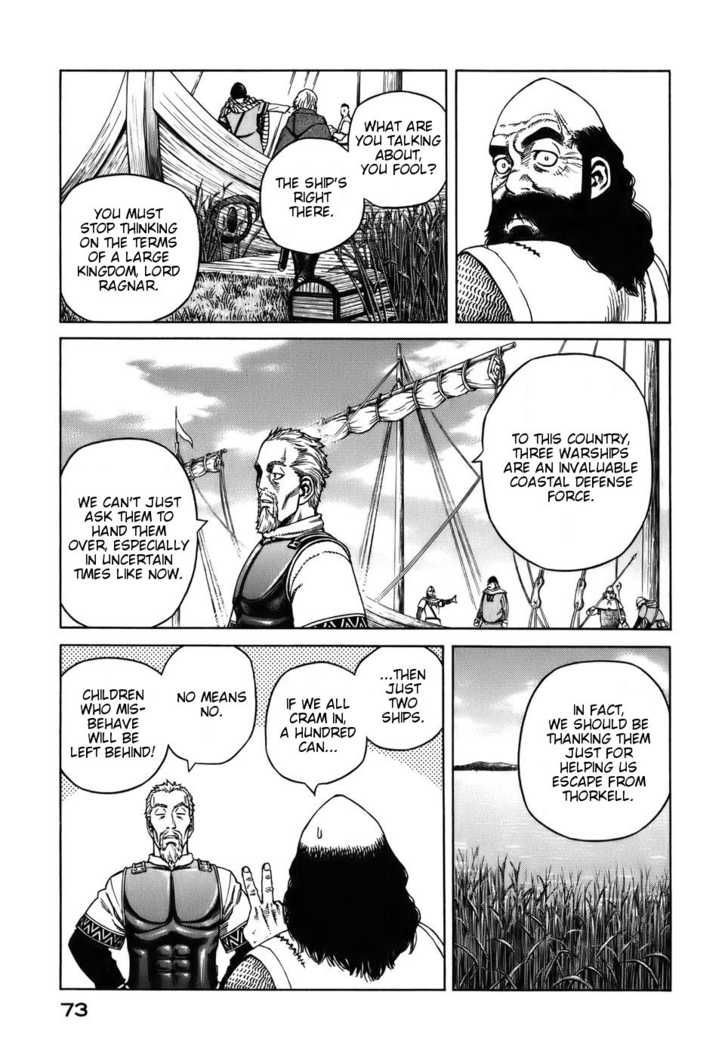 WHAT ARE
YOU TALKING
ABOUT,
YOU FOOL?
THE SHIP'S
RIGHT
THERE.
YOU MUST
STOP THINKING
ON THE TERMS
OF A LARGE
KINGDOM, LORD
RAGNAR.
TO THIS COUNTRY,
THREE WARSHIPS
ARE AN INVALUABLE
COASTAL DEFENSE
FORCE.
WE CAN'T JUST
ASK THEM TO
HAND THEM
OVER, ESPECIALLY
IN UNCERTAIN
TIMES LIKE NOW.
IN FACT,
WE SHOULD BE
THANKING THEM
JUST FOR
HELPING US
ESCAPE FROM
THORKELL.
...THEN
JUST
TWO
SHIPS.
IF WE ALL
CRAM IN,
A HUNDRED
CAN...
NO MEANS
NO.
CHILDREN
WHO MIS-
BEHAVE
WILL BE
LEFT BEHIND!
73